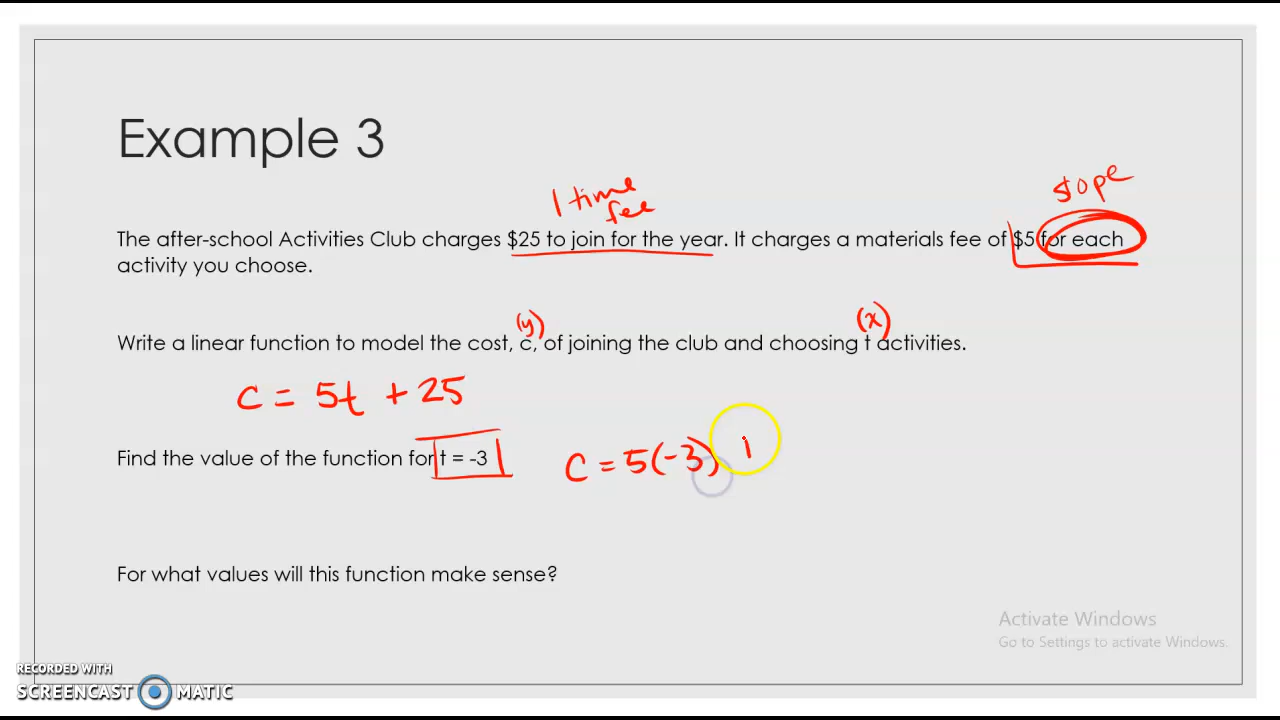 Example 3
1 time
fee
slope
The after-school Activities Club charges $25 to join for the year. It charges a materials fee of $5 for each
activity you choose.
(y)
(x)
Write a linear function to model the cost, c, of joining the club and choosing t activities.
C = 5t + 25
Find the value of the function for t = -3
C = 5(-3)
For what values will this function make sense?
Activate Windows
Go to Settings to activate Windows.
RECORDED WITH
SCREENCAST MATIC